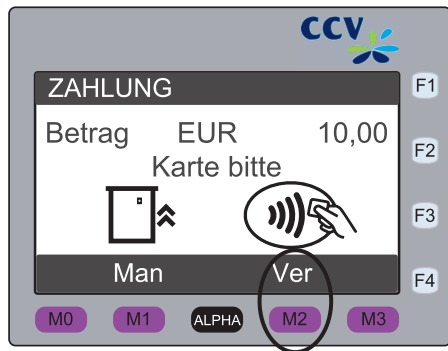 CCV
ZAHLUNG
F1
Betrag EUR 10,00
F2
Karte bitte
F3
Man Ver
F4
M0 M1 ALPHA M2 M3